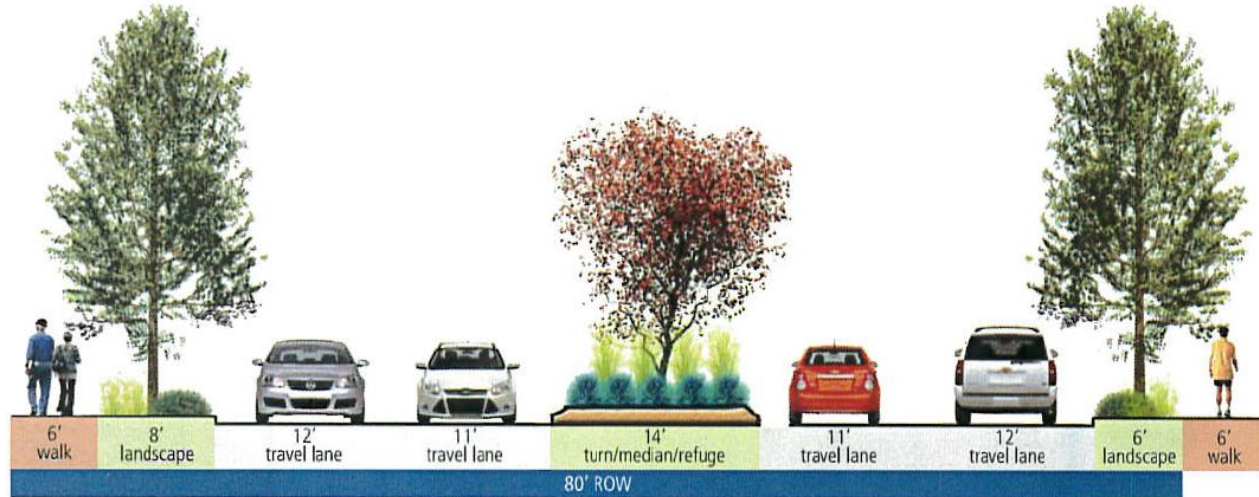 6’ walk
8’ landscape
12’ travel lane
11’ travel lane
14’ turn/median/refuge
11’ travel lane
12’ travel lane
6’ landscape
6’ walk
80’ ROW